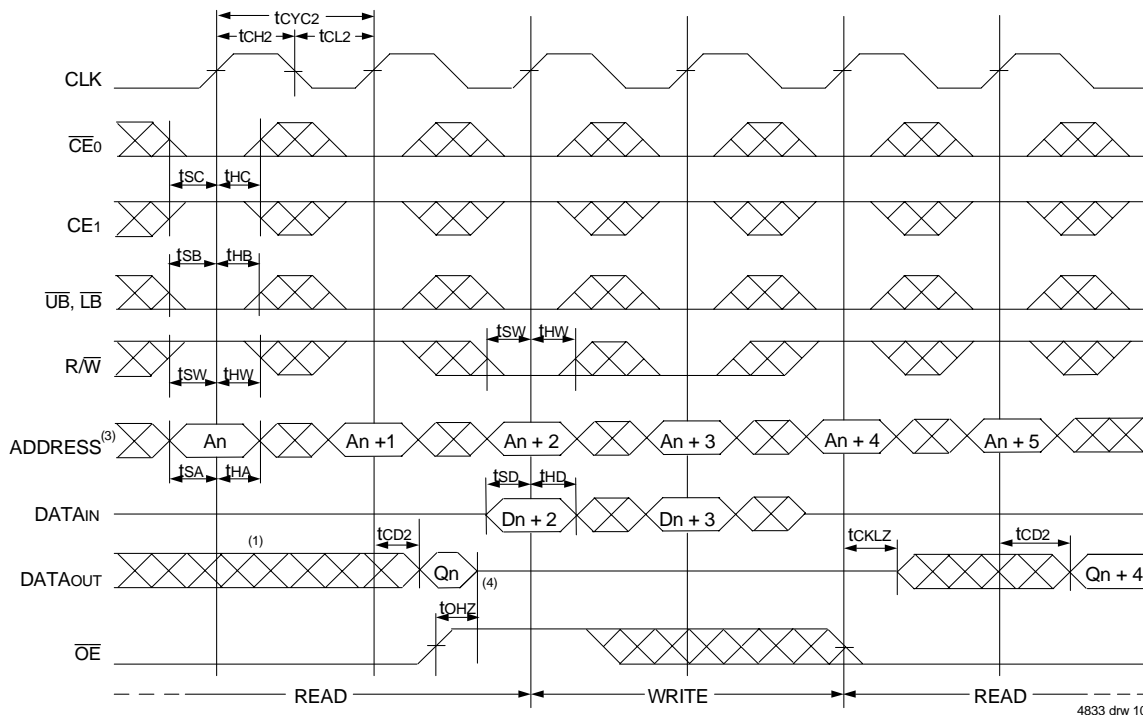 tCYC2
tCH2 tCL2
CLK
CE0
tSC tHC
CE1
tSB tHB
UB, LB
tSW tHW
R/W
tSW tHW
ADDRESS(3) An An +1 An + 2 An + 3 An + 4 An + 5
tSA tHA
tSD tHD
DATAIN Dn + 2 Dn + 3
(1) tCD2 tCKLZ tCD2
DATAOUT Qn (4) Qn + 4
tOHZ
OE
READ WRITE READ
4833 drw 10